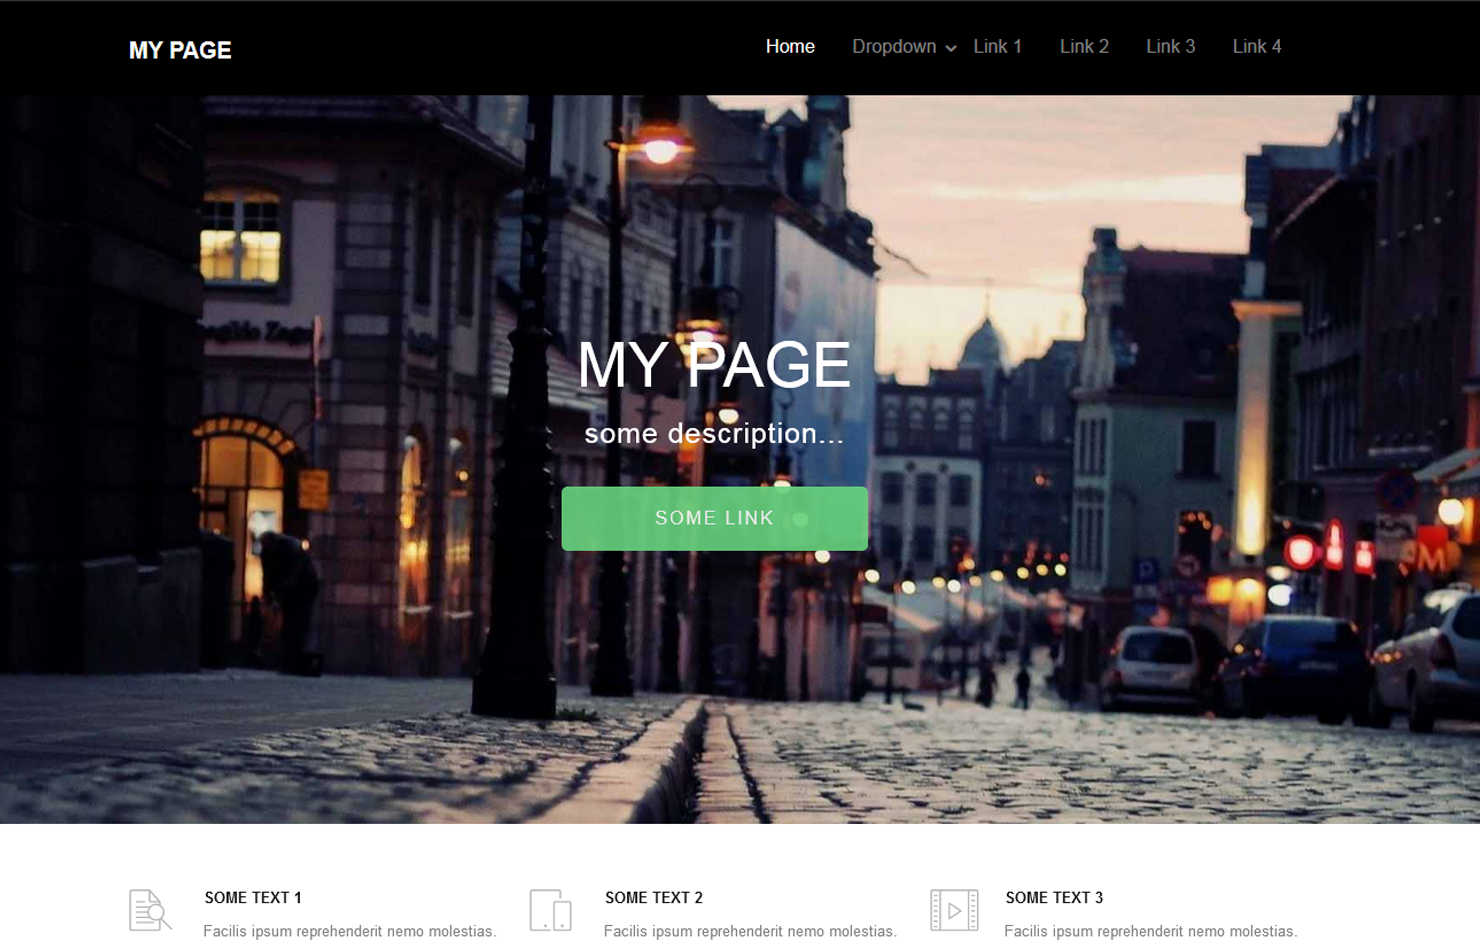 MY PAGE
Home Dropdown Link 1 Link 2 Link 3 Link 4
MY PAGE
some description...
SOME LINK
M
P
SOME TEXT 1
Facilis ipsum reprehenderit nemo molestias.
SOME TEXT 2
Facilis ipsum reprehenderit nemo molestias.
SOME TEXT 3
Facilis ipsum reprehenderit nemo molestias.